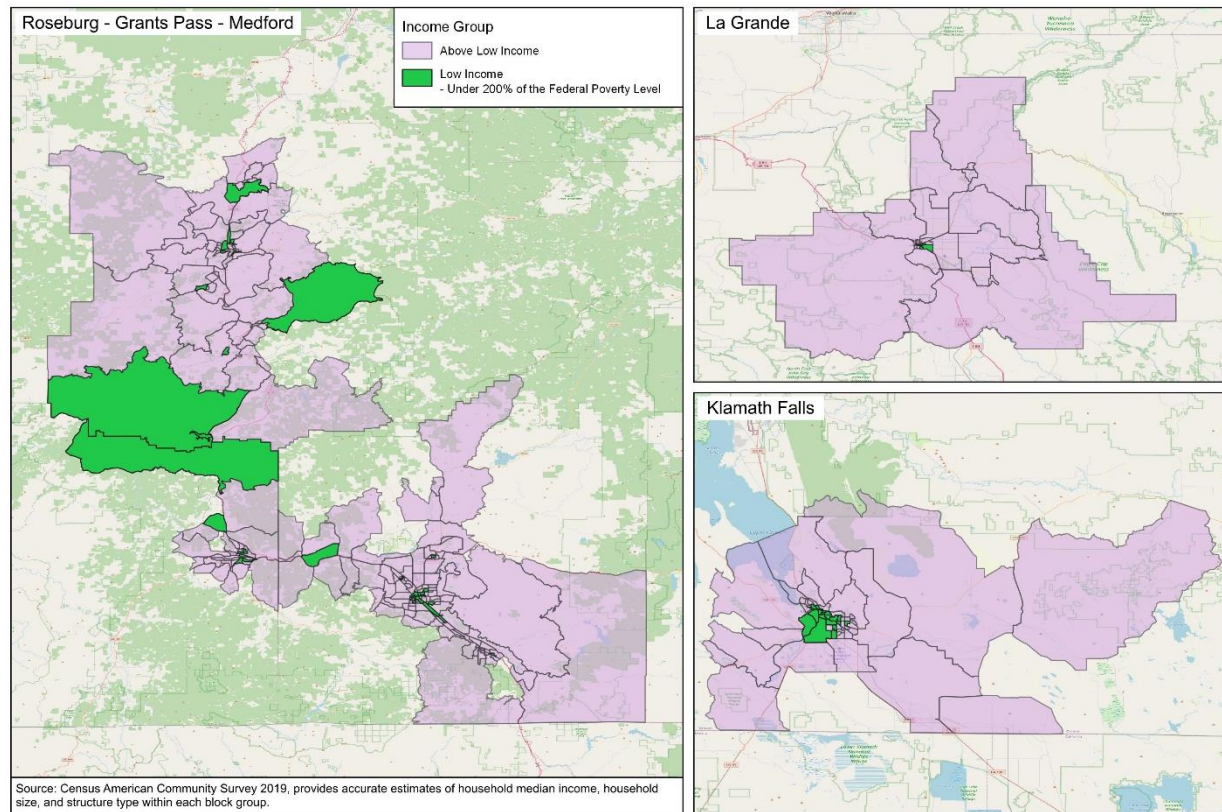 Roseburg - Grants Pass - Medford
Income Group
Above Low Income
Low Income
- Under 200% of the Federal Poverty Level
La Grande
Klamath Falls
Source: Census American Community Survey 2019, provides accurate estimates of household median income, household
size, and structure type within each block group.